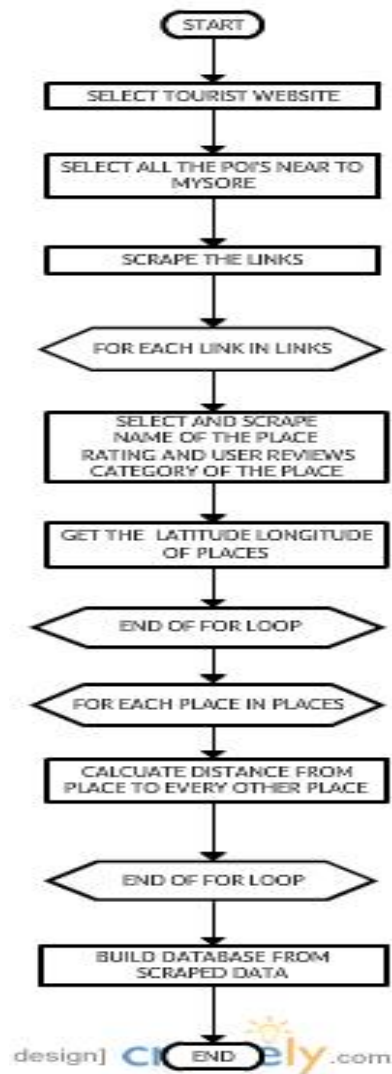 START
SELECT TOURIST WEBSITE
SELECT ALL THE POI'S NEAR TO
MYSORE
SCRAPE THE LINKS
FOR EACH LINK IN LINKS
SELECT AND SCRAPE
NAME OF THE PLACE
RATING AND USER REVIEWS
CATEGORY OF THE PLACE
GET THE LATITUDE LONGITUDE
OF PLACES
END OF FOR LOOP
FOR EACH PLACE IN PLACES
CALCUATE DISTANCE FROM
PLACE TO EVERY OTHER PLACE
END OF FOR LOOP
BUILD DATABASE FROM
SCRAPED DATA
END
design] ely.com